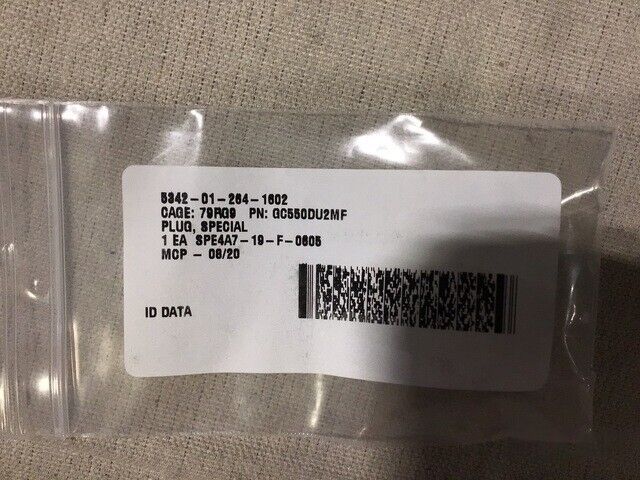 5342-01-264-1602
CAGE: 79RG9 PN: GC550DU2MF
PLUG, SPECIAL
1 EA SPE4A7-19-F-0605
MCP - 08/20
ID DATA